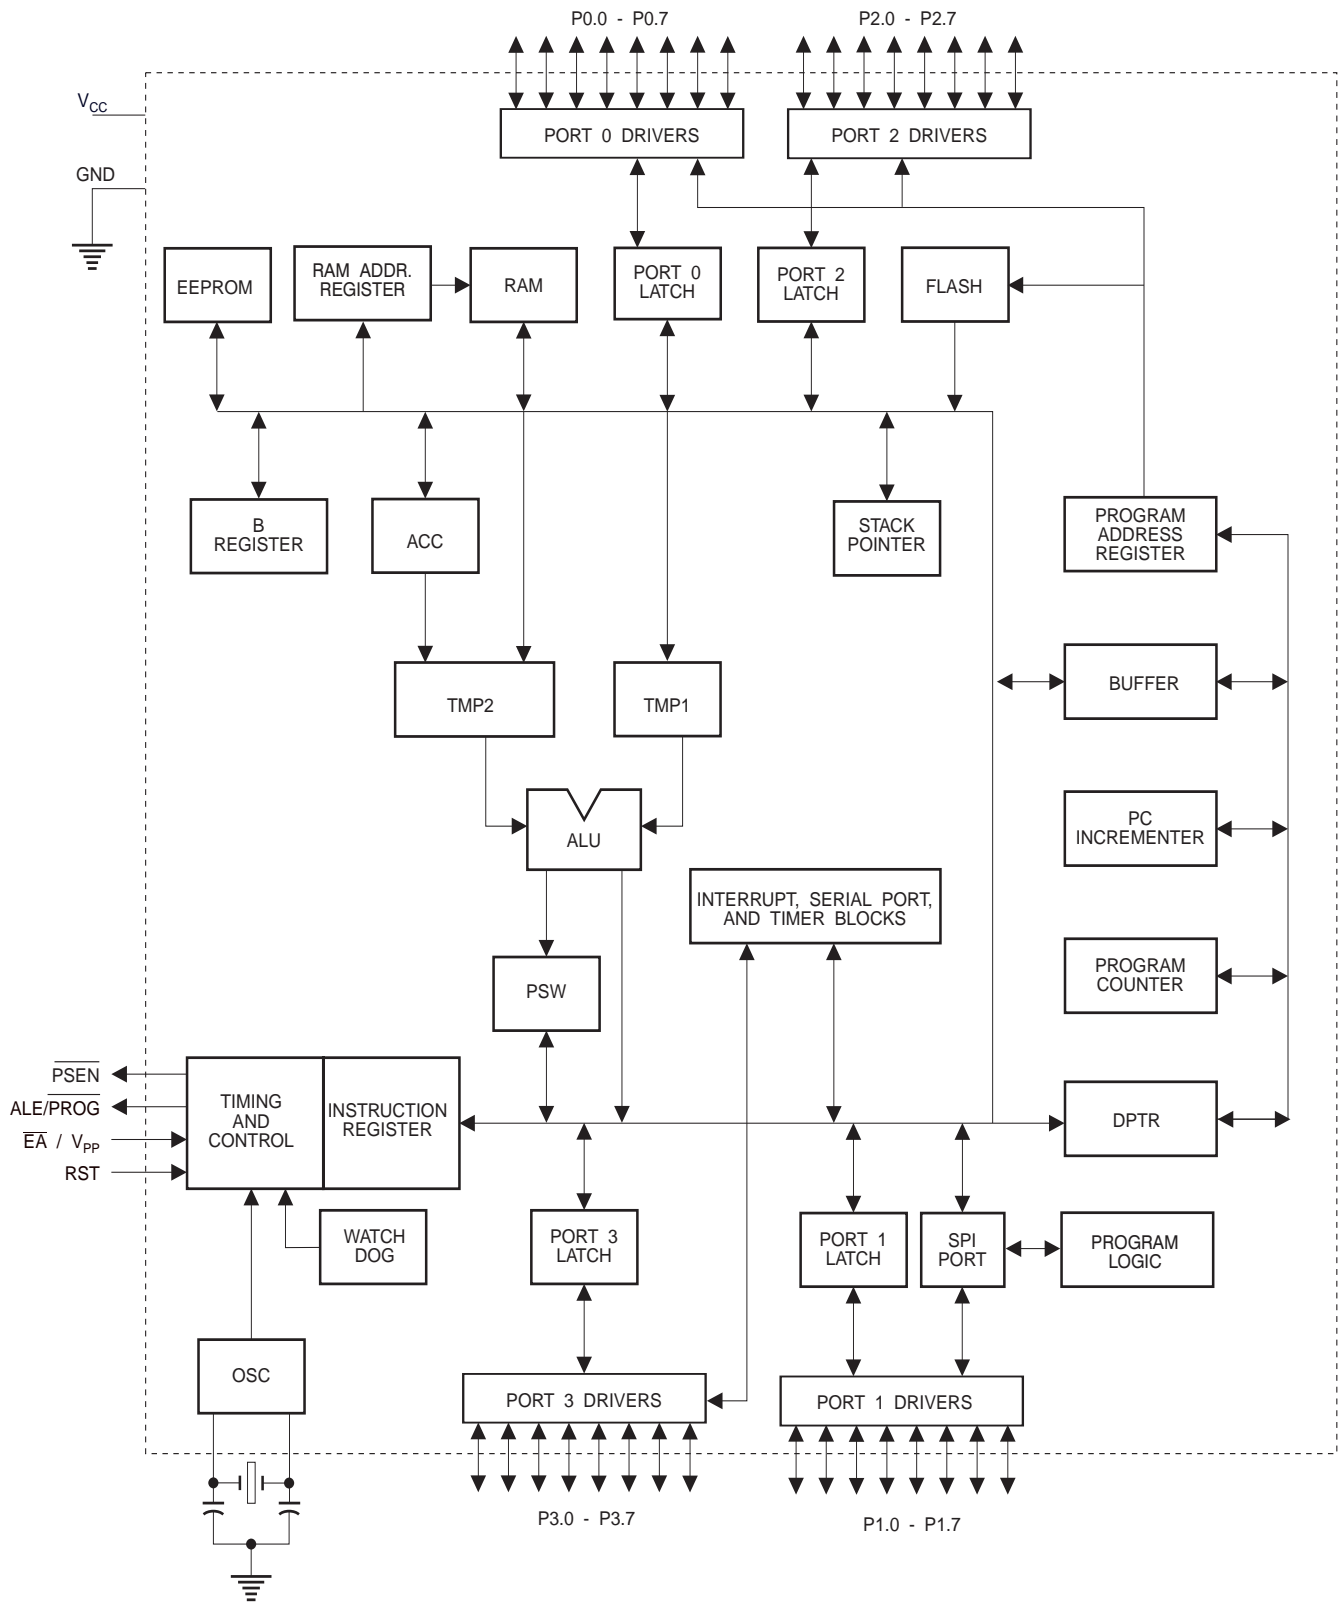 P0.0 - P0.7
P2.0 - P2.7
VCC
PORT 0 DRIVERS
PORT 2 DRIVERS
GND
EEPROM
RAM ADDR.
REGISTER
RAM
PORT 0
LATCH
PORT 2
LATCH
FLASH
B
REGISTER
ACC
STACK
POINTER
PROGRAM
ADDRESS
REGISTER
TMP2
TMP1
BUFFER
ALU
PC
INCREMENTER
INTERRUPT, SERIAL PORT,
AND TIMER BLOCKS
PSW
PROGRAM
COUNTER
PSEN
ALE/PROG
EA / VPP
RST
TIMING
AND
CONTROL
INSTRUCTION
REGISTER
DPTR
WATCH
DOG
PORT 3
LATCH
PORT 1
LATCH
SPI
PORT
PROGRAM
LOGIC
OSC
PORT 3 DRIVERS
PORT 1 DRIVERS
P3.0 - P3.7
P1.0 - P1.7